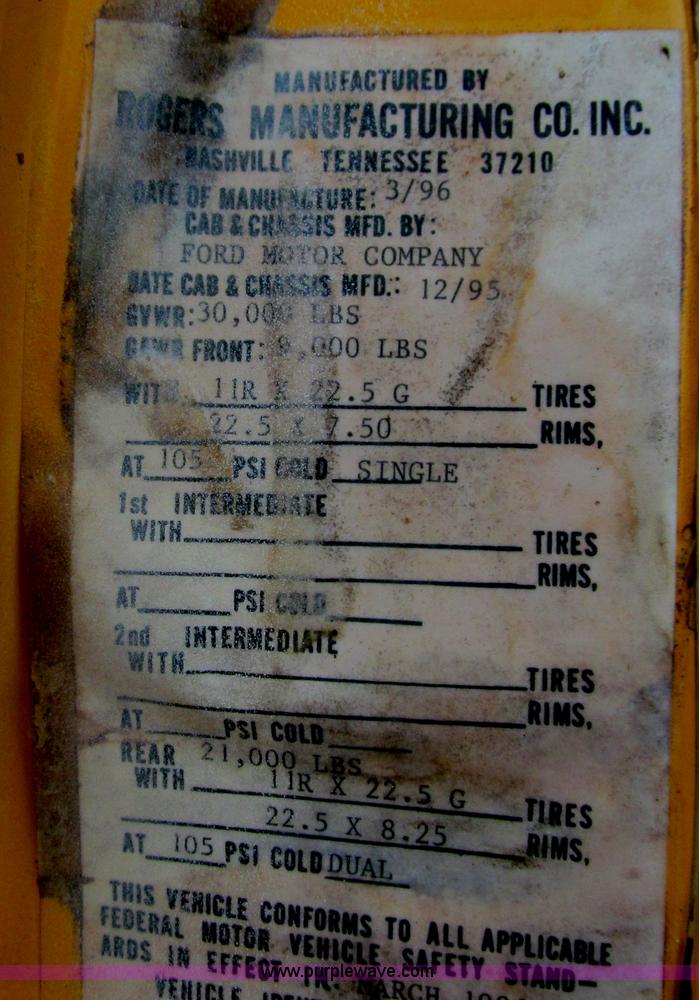 MANUFACTURED BY
ROGERS MANUFACTURING CO. INC.
NASHVILLE TENNESSEE 37210
DATE OF MANUFACTURE: 3/96
CAB & CHASSIS MFD. BY:
FORD MOTOR COMPANY
DATE CAB & CHASSIS MFD.: 12/95
GVWR: 30,000 LBS
GAWR FRONT: 9,000 LBS
WITH 11R X 22.5 G TIRES
22.5 X 7.50 RIMS,
AT 105 PSI COLD SINGLE
1st INTERMEDIATE
WITH TIRES
RIMS,
AT PSI COLD
2nd INTERMEDIATE
WITH TIRES
RIMS,
AT PSI COLD
REAR 21,000 LBS
WITH 11R X 22.5 G TIRES
22.5 X 8.25 RIMS,
AT 105 PSI COLD DUAL
THIS VEHICLE CONFORMS TO ALL APPLICABLE
FEDERAL MOTOR VEHICLE SAFETY STAND-
ARDS IN EFFECT IN: MARCH
VEHICLE
www.purplewave.com